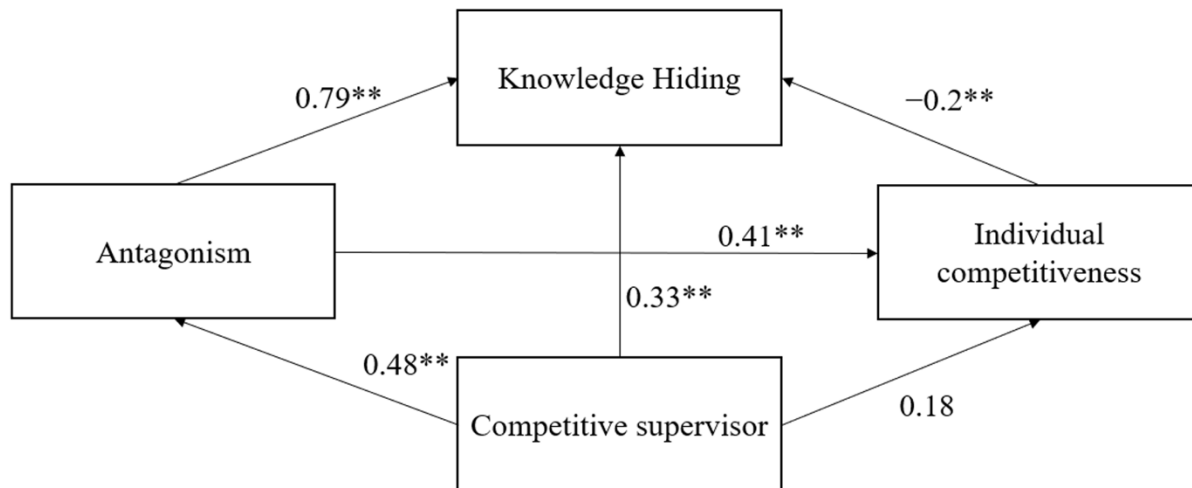 Knowledge Hiding
0.79**
−0.2**
Antagonism
0.41**
Individual
competitiveness
0.33**
0.48**
0.18
Competitive supervisor